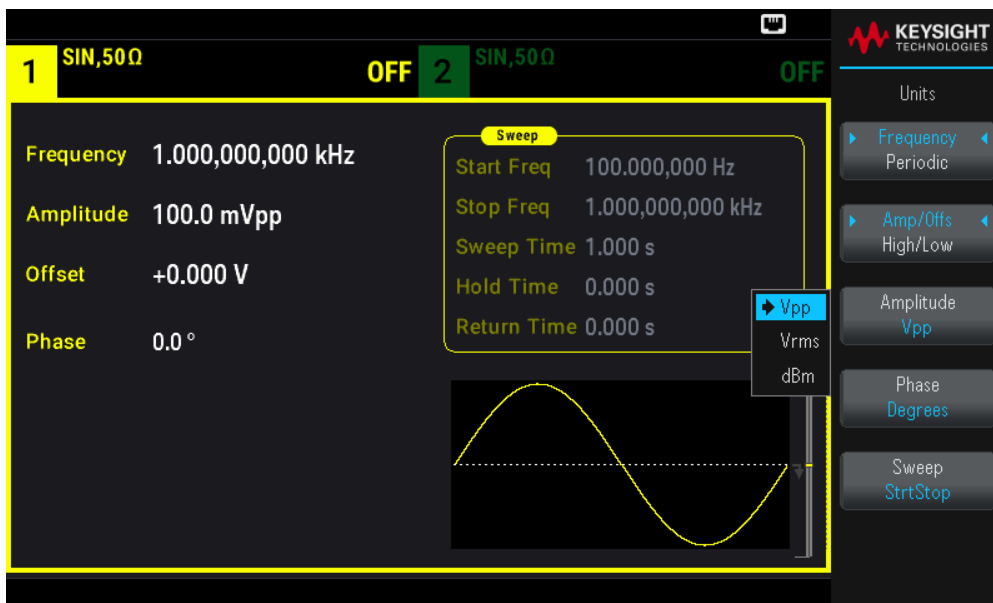 KEYSIGHT
TECHNOLOGIES
1 SIN,50Ω OFF 2 SIN,50Ω OFF
Units
Frequency 1.000,000,000 kHz
Amplitude 100.0 mVpp
Offset +0.000 V
Phase 0.0 °
Sweep
Start Freq 100.000,000 Hz
Stop Freq 1.000,000,000 kHz
Sweep Time 1.000 s
Hold Time 0.000 s
Return Time 0.000 s
Vpp
Vrms
dBm
Frequency
Periodic
Amp/Offs
High/Low
Amplitude
Vpp
Phase
Degrees
Sweep
StrtStop